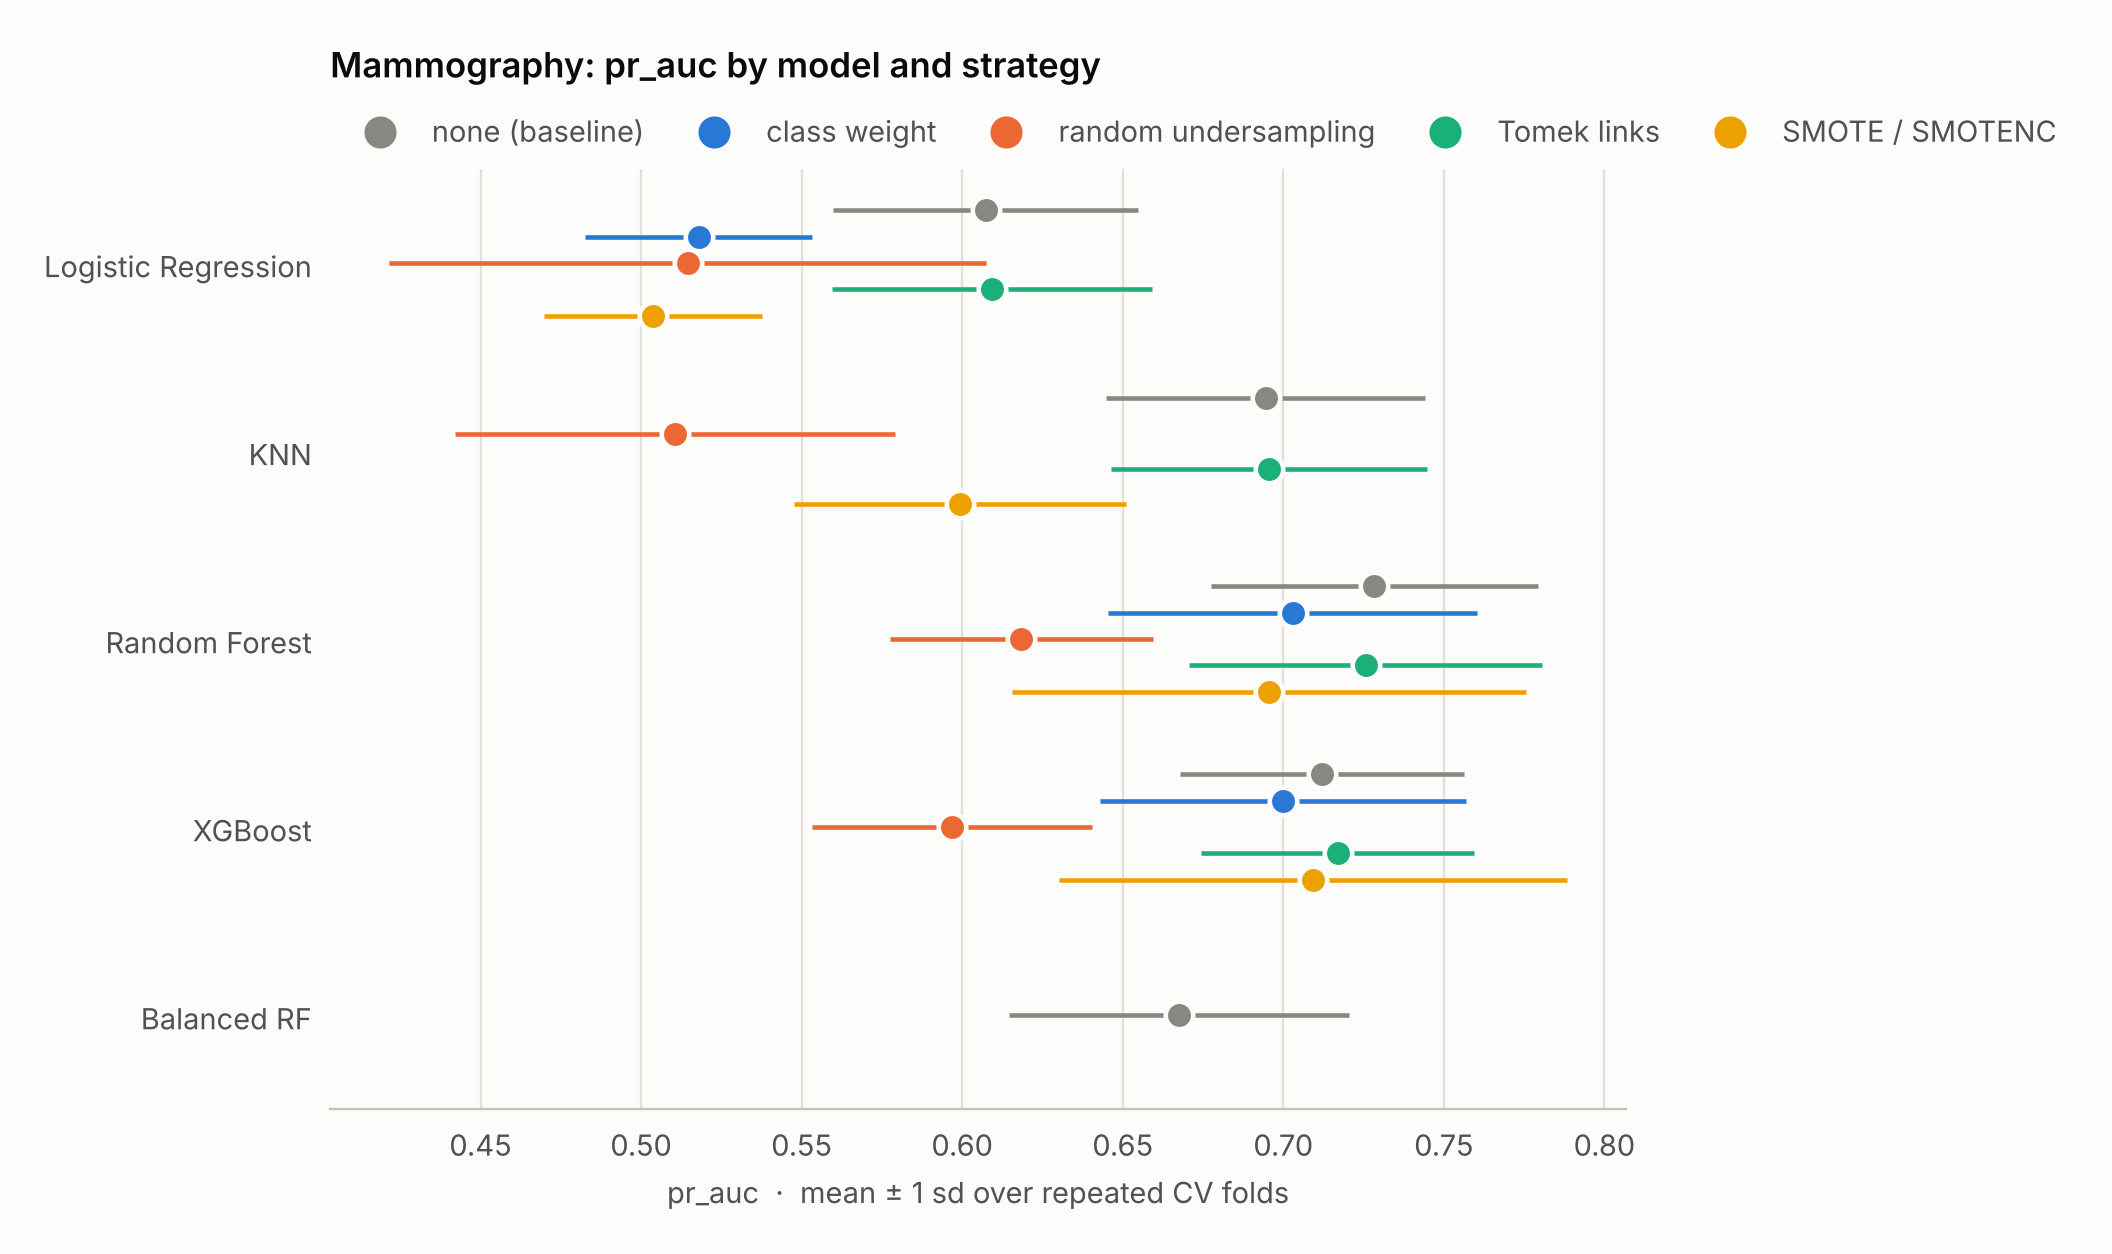 Mammography: pr_auc by model and strategy
none (baseline) class weight random undersampling Tomek links SMOTE / SMOTENC
Logistic Regression
KNN
Random Forest
XGBoost
Balanced RF
0.45 0.50 0.55 0.60 0.65 0.70 0.75 0.80
pr_auc · mean ± 1 sd over repeated CV folds